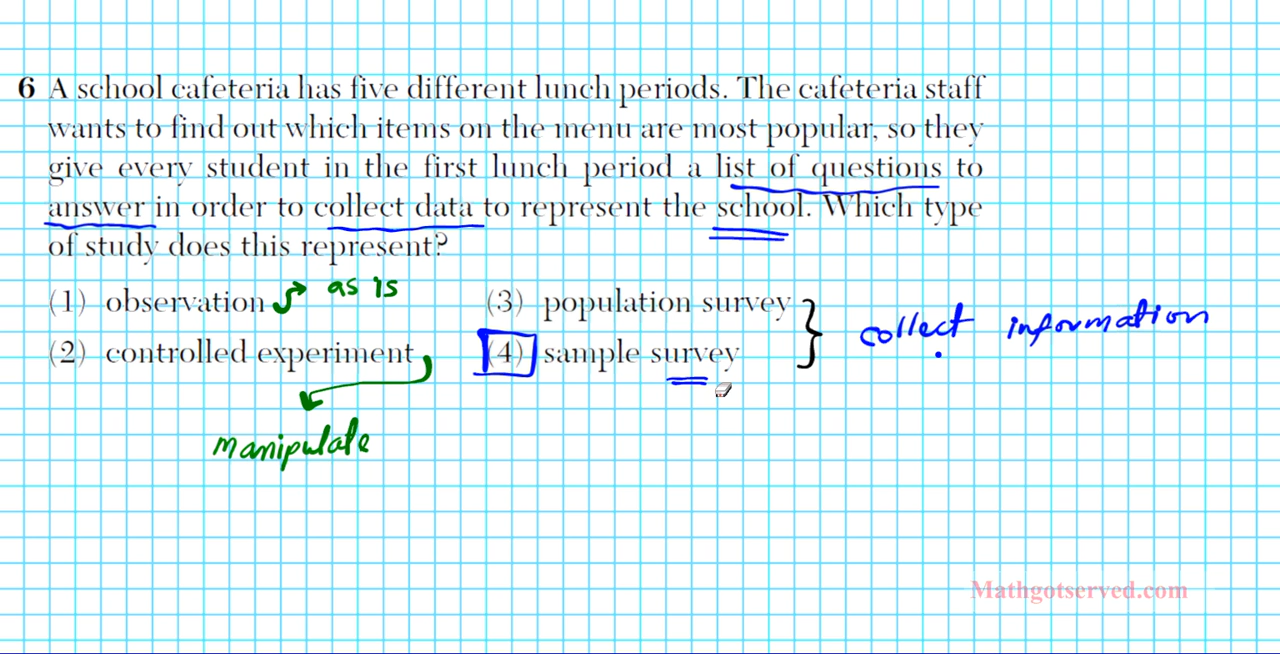 6 A school cafeteria has five different lunch periods. The cafeteria staff
wants to find out which items on the menu are most popular, so they
give every student in the first lunch period a list of questions to
answer in order to collect data to represent the school. Which type
of study does this represent?
(1) observation as is (3) population survey
(2) controlled experiment (4) sample survey
collect information
manipulate
Mathgotserved.com